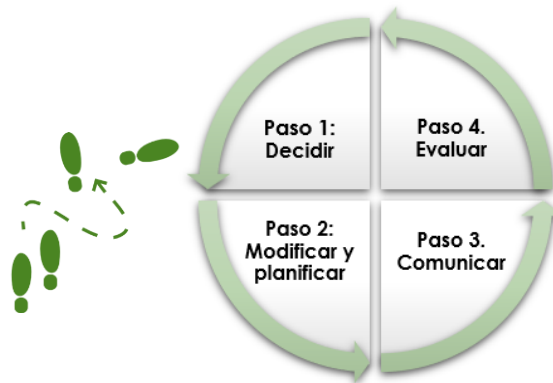 Paso 1:
Decidir
Paso 2:
Modificar y
planificar
Paso 3.
Comunicar
Paso 4.
Evaluar